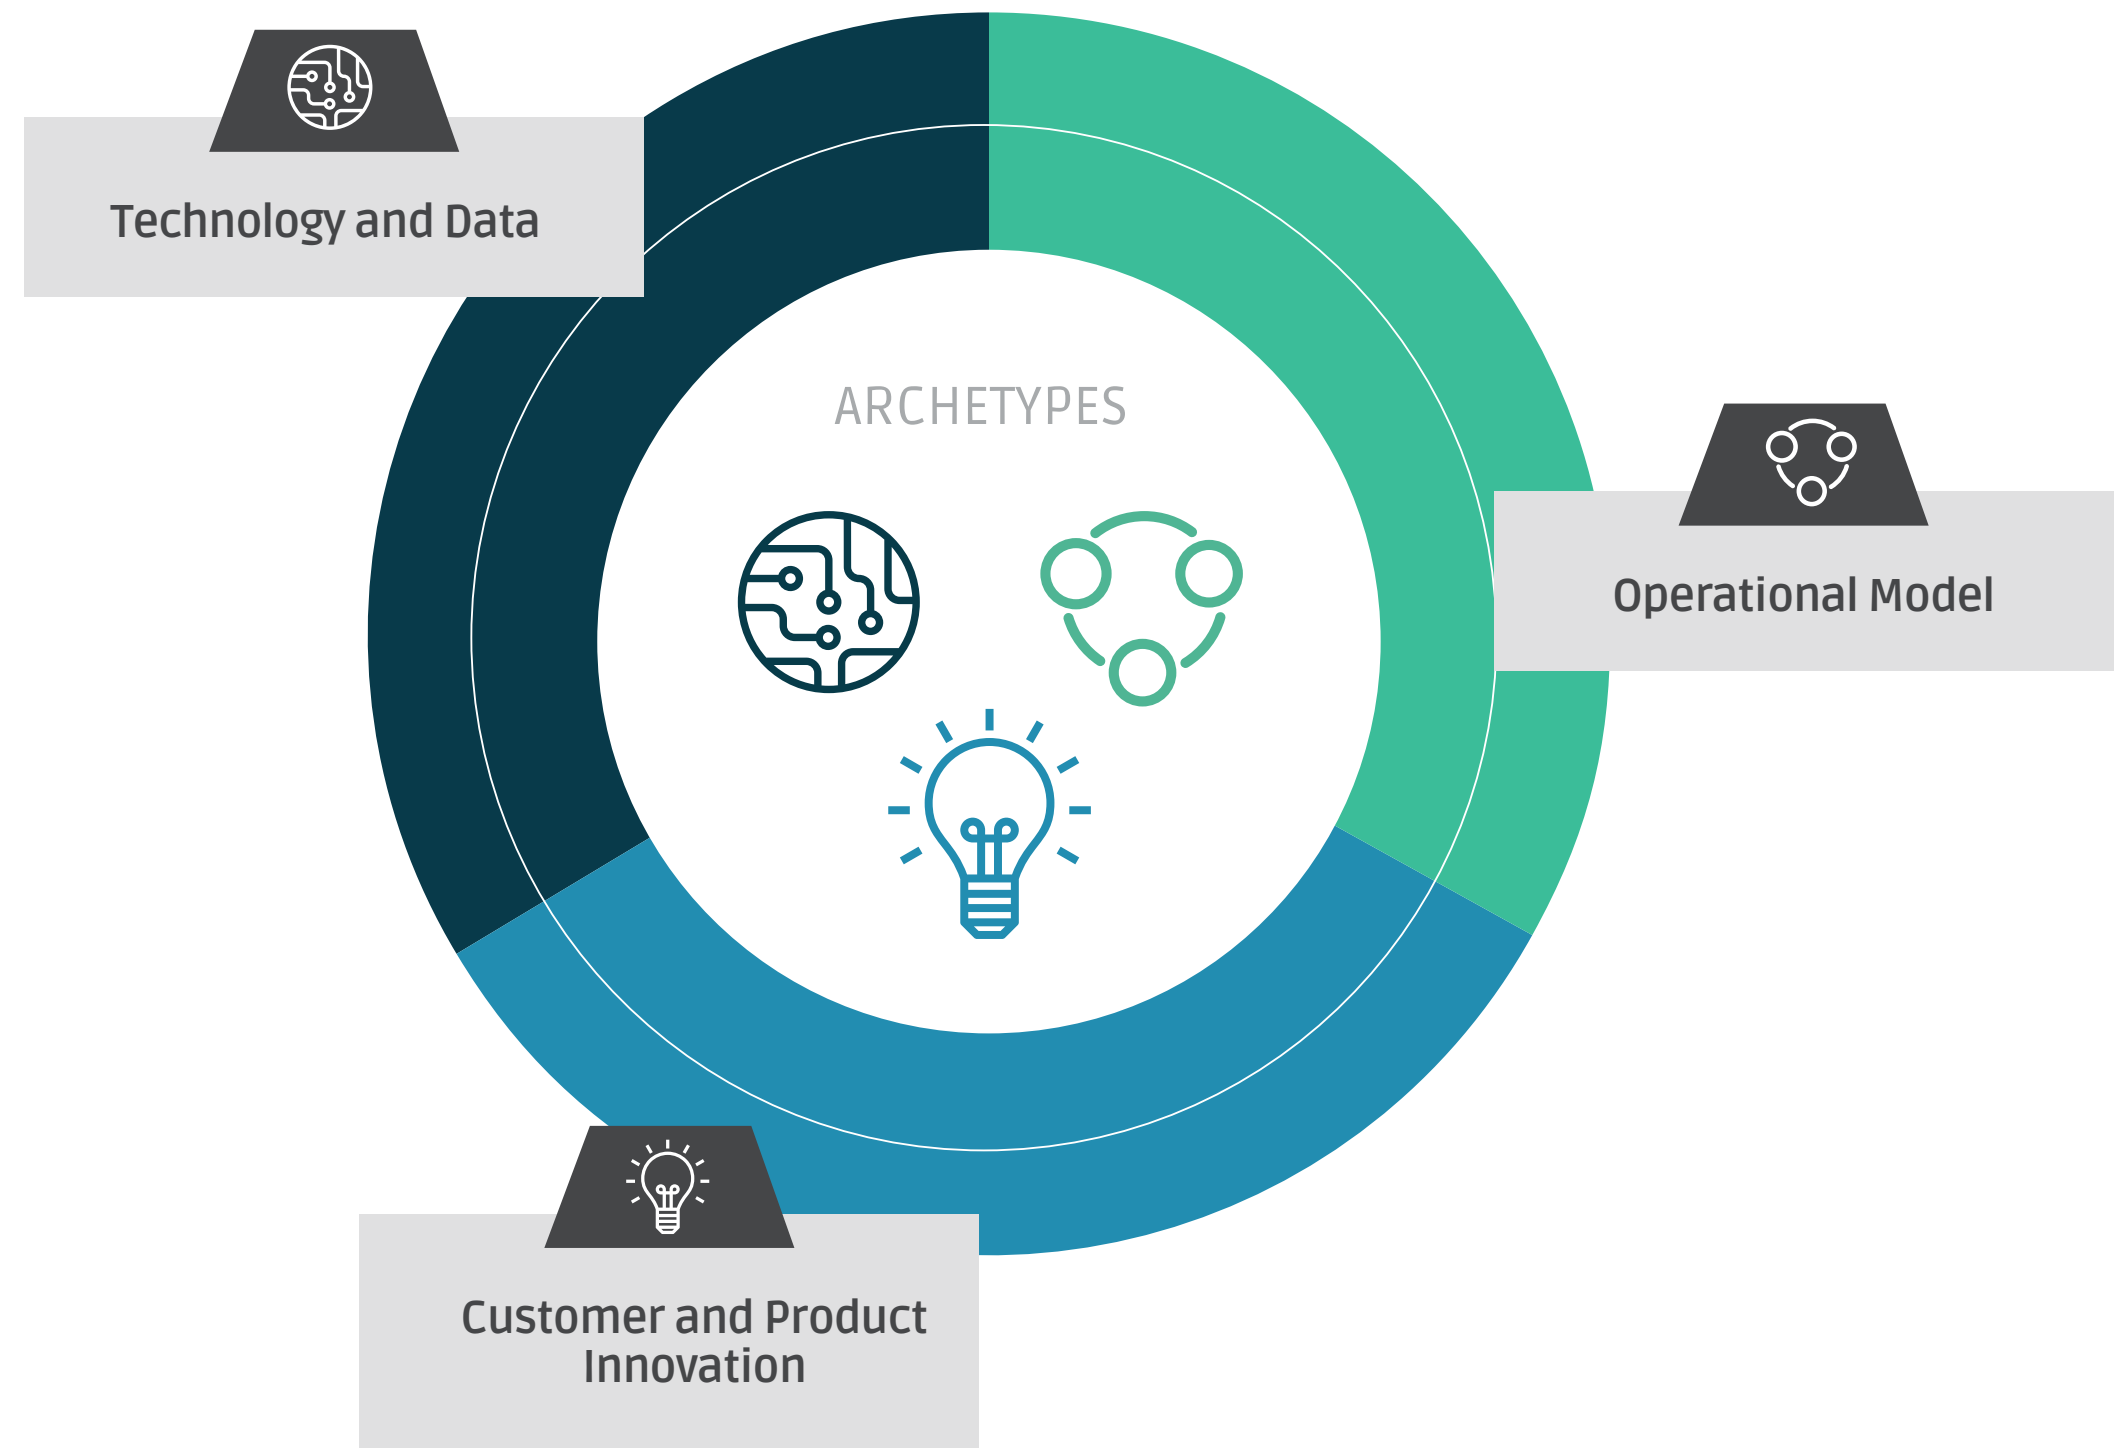 Technology and Data
ARCHETYPES
Operational Model
Customer and Product
Innovation